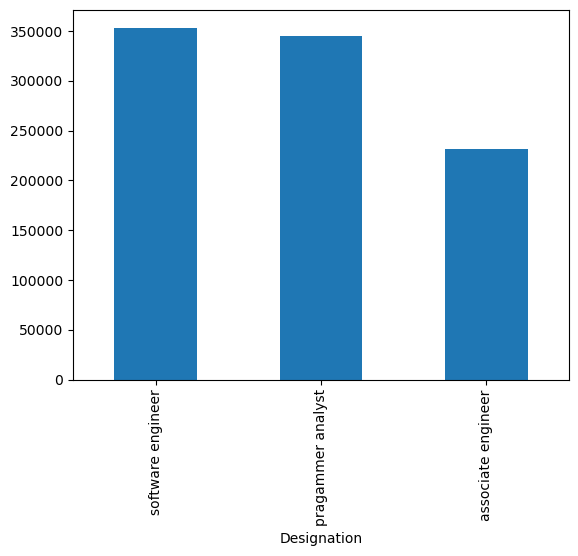 350000
300000
250000
200000
150000
100000
50000
0
software engineer
pragammer analyst
associate engineer
Designation